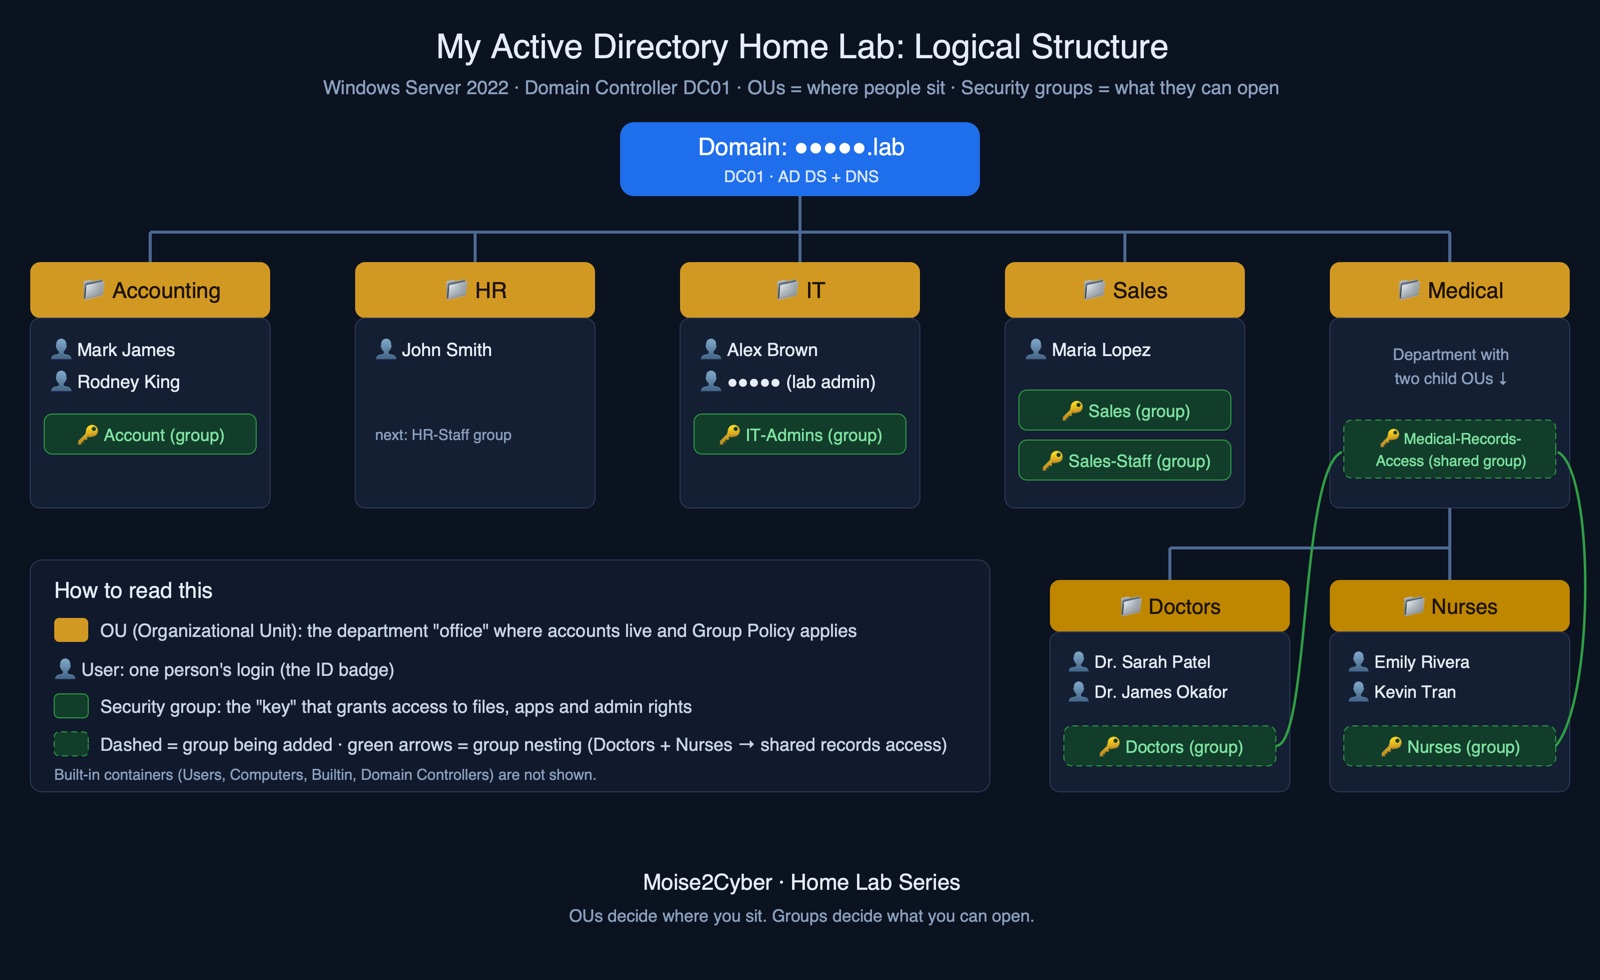 My Active Directory Home Lab: Logical Structure
Windows Server 2022 · Domain Controller DC01 · OUs = where people sit · Security groups = what they can open
Domain: ●●●●●.lab
DC01 · AD DS + DNS
Accounting
Mark James
Rodney King
Account (group)
HR
John Smith
next: HR-Staff group
IT
Alex Brown
●●●●● (lab admin)
IT-Admins (group)
Sales
Maria Lopez
Sales (group)
Sales-Staff (group)
Medical
Department with
two child OUs ↓
Medical-Records-
Access (shared group)
Doctors
Dr. Sarah Patel
Dr. James Okafor
Doctors (group)
Nurses
Emily Rivera
Kevin Tran
Nurses (group)
How to read this
OU (Organizational Unit): the department "office" where accounts live and Group Policy applies
User: one person's login (the ID badge)
Security group: the "key" that grants access to files, apps and admin rights
Dashed = group being added · green arrows = group nesting (Doctors + Nurses → shared records access)
Built-in containers (Users, Computers, Builtin, Domain Controllers) are not shown.
Moise2Cyber · Home Lab Series
OUs decide where you sit. Groups decide what you can open.